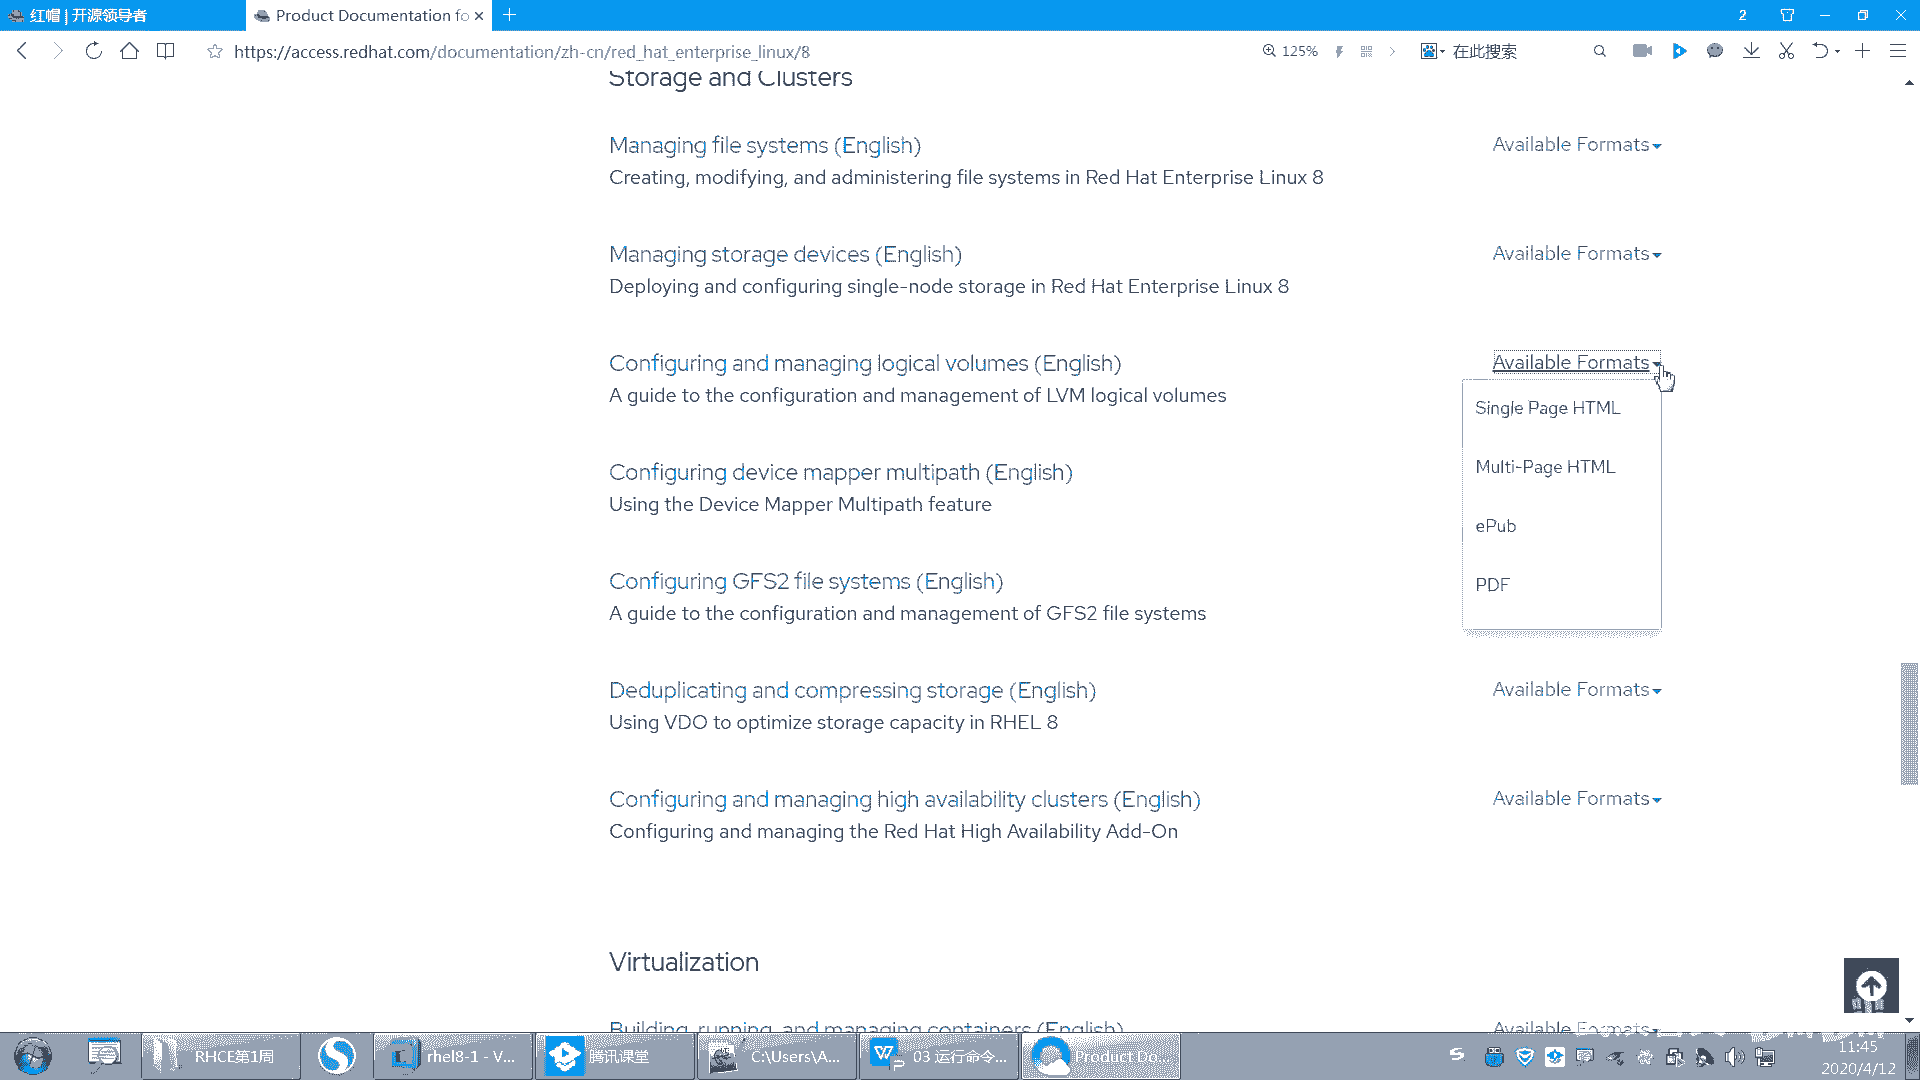 红帽 | 开源领导者
Product Documentation fo
2
https://access.redhat.com/documentation/zh-cn/red_hat_enterprise_linux/8
125%
在此搜索
Storage and Clusters
Managing file systems (English)
Available Formats
Creating, modifying, and administering file systems in Red Hat Enterprise Linux 8
Managing storage devices (English)
Available Formats
Deploying and configuring single-node storage in Red Hat Enterprise Linux 8
Configuring and managing logical volumes (English)
Available Formats
A guide to the configuration and management of LVM logical volumes
Single Page HTML
Multi-Page HTML
ePub
PDF
Configuring device mapper multipath (English)
Using the Device Mapper Multipath feature
Configuring GFS2 file systems (English)
A guide to the configuration and management of GFS2 file systems
Deduplicating and compressing storage (English)
Available Formats
Using VDO to optimize storage capacity in RHEL 8
Configuring and managing high availability clusters (English)
Available Formats
Configuring and managing the Red Hat High Availability Add-On
Virtualization
Building, running, and managing containers (English)
Available Formats
RHCE第1周
rhel8-1 - V...
腾讯课堂
C:\Users\A...
03 运行命令...
Product Do...
11:45
2020/4/12